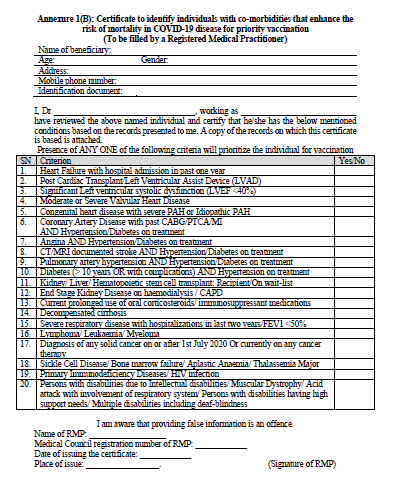 Annexure 1(B): Certificate to identify individuals with co-morbidities that enhance the
risk of mortality in COVID-19 disease for priority vaccination
(To be filled by a Registered Medical Practitioner)
Name of beneficiary:
Age: Gender:
Address:
Mobile phone number:
Identification document:
I, Dr , working as
have reviewed the above named individual and certify that he/she has the below mentioned
conditions based on the records presented to me. A copy of the records on which this certificate
is based is attached.
Presence of ANY ONE of the following criteria will prioritize the individual for vaccination
SN Criterion Yes/No
1. Heart Failure with hospital admission in past one year
2. Post Cardiac Transplant/Left Ventricular Assist Device (LVAD)
3. Significant Left ventricular systolic dysfunction (LVEF <40%)
4. Moderate or Severe Valvular Heart Disease
5. Congenital heart disease with severe PAH or Idiopathic PAH
6. Coronary Artery Disease with past CABG/PTCA/MI
AND Hypertension/Diabetes on treatment
7. Angina AND Hypertension/Diabetes on treatment
8. CT/MRI documented stroke AND Hypertension/Diabetes on treatment
9. Pulmonary artery hypertension AND Hypertension/Diabetes on treatment
10. Diabetes (> 10 years OR with complications) AND Hypertension on treatment
11. Kidney/ Liver/ Hematopoietic stem cell transplant: Recipient/On wait-list
12. End Stage Kidney Disease on haemodialysis / CAPD
13. Current prolonged use of oral corticosteroids/ immunosuppressant medications
14. Decompensated cirrhosis
15. Severe respiratory disease with hospitalizations in last two years/FEV1 <50%
16. Lymphoma/ Leukaemia/ Myeloma
17. Diagnosis of any solid cancer on or after 1st July 2020 Or currently on any cancer
therapy
18. Sickle Cell Disease/ Bone marrow failure/ Aplastic Anaemia/ Thalassemia Major
19. Primary Immunodeficiency Diseases/ HIV infection
20. Persons with disabilities due to Intellectual disabilities/ Muscular Dystrophy/ Acid
attack with involvement of respiratory system/ Persons with disabilities having high
support needs/ Multiple disabilities including deaf-blindness
I am aware that providing false information is an offence.
Name of RMP:
Medical Council registration number of RMP:
Date of issuing the certificate:
Place of issue: . (Signature of RMP)